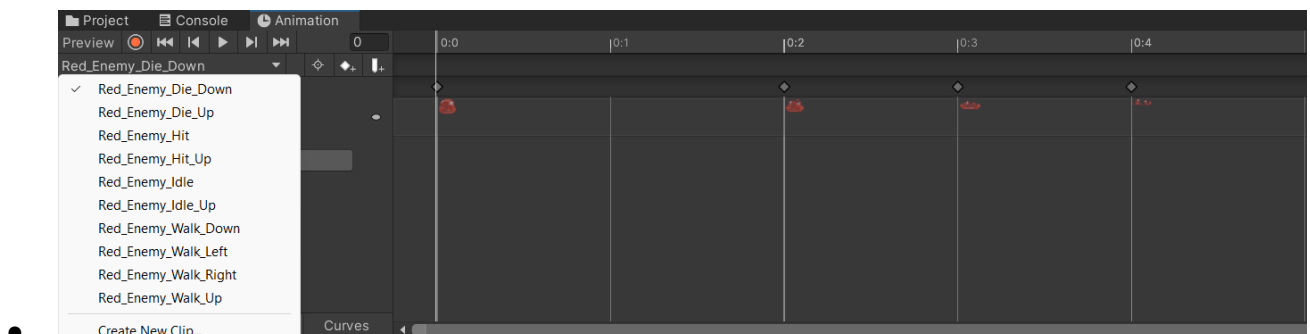 Project Console Animation
Preview 0 0:0 0:1 0:2 0:3 0:4
Red_Enemy_Die_Down
Red_Enemy_Die_Down
Red_Enemy_Die_Up
Red_Enemy_Hit
Red_Enemy_Hit_Up
Red_Enemy_Idle
Red_Enemy_Idle_Up
Red_Enemy_Walk_Down
Red_Enemy_Walk_Left
Red_Enemy_Walk_Right
Red_Enemy_Walk_Up
Create New Clip...
Curves